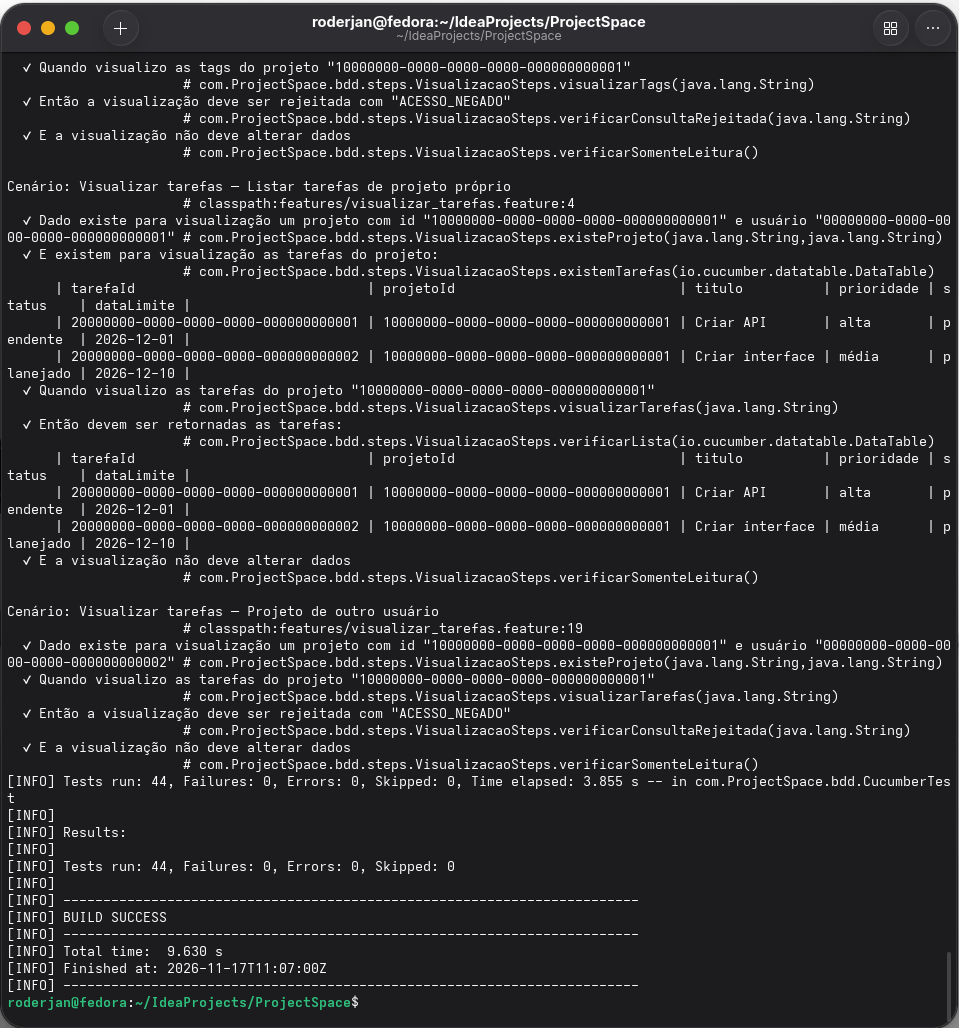 roderjan@fedora:~/IdeaProjects/ProjectSpace
~/IdeaProjects/ProjectSpace
✓ Quando visualizo as tags do projeto "10000000-0000-0000-0000-000000000001"
# com.ProjectSpace.bdd.steps.VisualizacaoSteps.visualizarTags(java.lang.String)
✓ Então a visualização deve ser rejeitada com "ACESSO_NEGADO"
# com.ProjectSpace.bdd.steps.VisualizacaoSteps.verificarConsultaRejeitada(java.lang.String)
✓ E a visualização não deve alterar dados
# com.ProjectSpace.bdd.steps.VisualizacaoSteps.verificarSomenteLeitura()
Cenário: Visualizar tarefas – Listar tarefas de projeto próprio
# classpath:features/visualizar_tarefas.feature:4
✓ Dado existe para visualização um projeto com id "10000000-0000-0000-0000-000000000001" e usuário "00000000-0000-00
00-0000-000000000001" # com.ProjectSpace.bdd.steps.VisualizacaoSteps.existeProjeto(java.lang.String,java.lang.String)
✓ E existem para visualização as tarefas do projeto:
# com.ProjectSpace.bdd.steps.VisualizacaoSteps.existemTarefas(io.cucumber.datatable.DataTable)
| tarefaId | projetoId | titulo | prioridade | s
tatus | dataLimite |
| 20000000-0000-0000-0000-000000000001 | 10000000-0000-0000-0000-000000000001 | Criar API | alta | p
endente | 2026-12-01 |
| 20000000-0000-0000-0000-000000000002 | 10000000-0000-0000-0000-000000000001 | Criar interface | média | p
lanejado | 2026-12-10 |
✓ Quando visualizo as tarefas do projeto "10000000-0000-0000-0000-000000000001"
# com.ProjectSpace.bdd.steps.VisualizacaoSteps.visualizarTarefas(java.lang.String)
✓ Então devem ser retornadas as tarefas:
# com.ProjectSpace.bdd.steps.VisualizacaoSteps.verificarLista(io.cucumber.datatable.DataTable)
| tarefaId | projetoId | titulo | prioridade | s
tatus | dataLimite |
| 20000000-0000-0000-0000-000000000001 | 10000000-0000-0000-0000-000000000001 | Criar API | alta | p
endente | 2026-12-01 |
| 20000000-0000-0000-0000-000000000002 | 10000000-0000-0000-0000-000000000001 | Criar interface | média | p
lanejado | 2026-12-10 |
✓ E a visualização não deve alterar dados
# com.ProjectSpace.bdd.steps.VisualizacaoSteps.verificarSomenteLeitura()
Cenário: Visualizar tarefas – Projeto de outro usuário
# classpath:features/visualizar_tarefas.feature:19
✓ Dado existe para visualização um projeto com id "10000000-0000-0000-0000-000000000001" e usuário "00000000-0000-00
00-0000-000000000002" # com.ProjectSpace.bdd.steps.VisualizacaoSteps.existeProjeto(java.lang.String,java.lang.String)
✓ Quando visualizo as tarefas do projeto "10000000-0000-0000-0000-000000000001"
# com.ProjectSpace.bdd.steps.VisualizacaoSteps.visualizarTarefas(java.lang.String)
✓ Então a visualização deve ser rejeitada com "ACESSO_NEGADO"
# com.ProjectSpace.bdd.steps.VisualizacaoSteps.verificarConsultaRejeitada(java.lang.String)
✓ E a visualização não deve alterar dados
# com.ProjectSpace.bdd.steps.VisualizacaoSteps.verificarSomenteLeitura()
[INFO] Tests run: 44, Failures: 0, Errors: 0, Skipped: 0, Time elapsed: 3.855 s -- in com.ProjectSpace.bdd.CucumberTes
t
[INFO]
[INFO] Results:
[INFO]
[INFO] Tests run: 44, Failures: 0, Errors: 0, Skipped: 0
[INFO]
[INFO] ------------------------------------------------------------------------
[INFO] BUILD SUCCESS
[INFO] ------------------------------------------------------------------------
[INFO] Total time:  9.630 s
[INFO] Finished at: 2026-11-17T11:07:00Z
[INFO] ------------------------------------------------------------------------
roderjan@fedora:~/IdeaProjects/ProjectSpace$